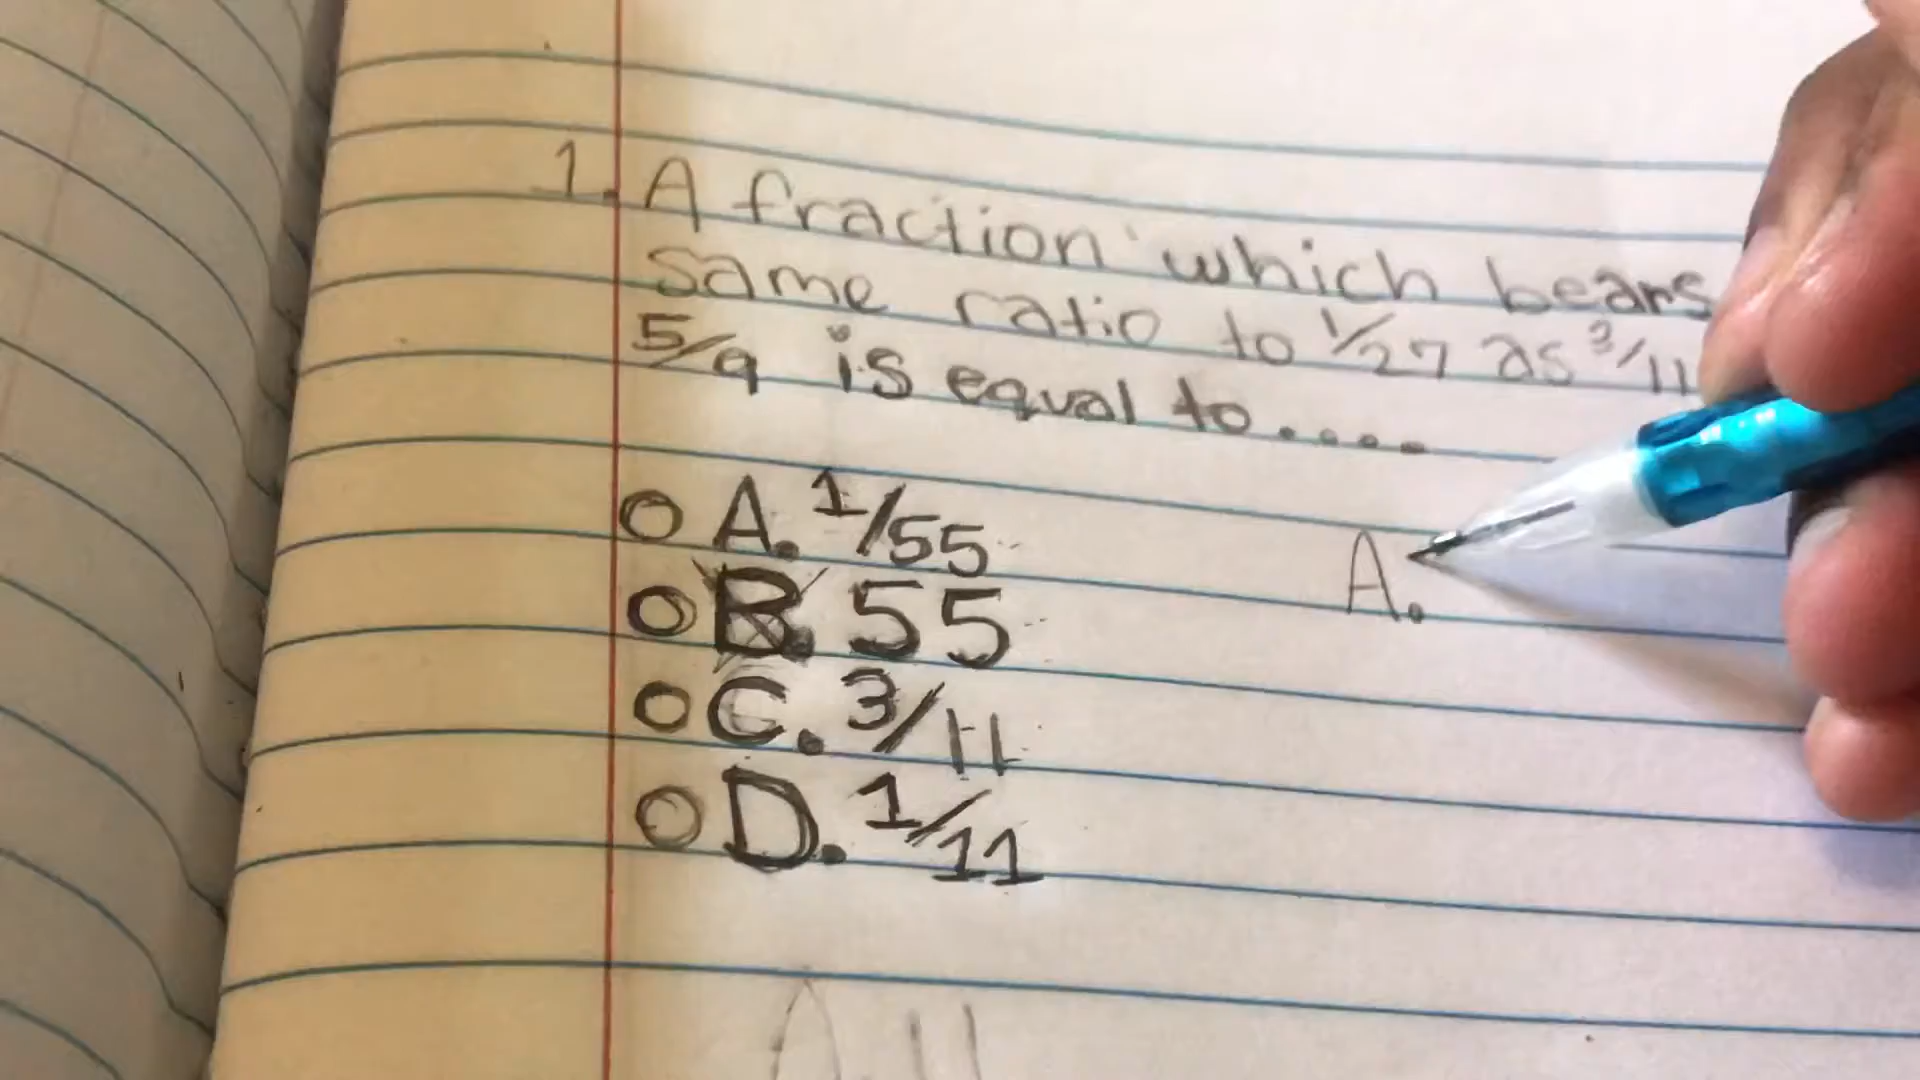 1. A fraction which bears
same ratio to 1/27 as 3/11
5/9 is equal to....
A. 1/55
B. 55
C. 3/11
D. 1/11
A.